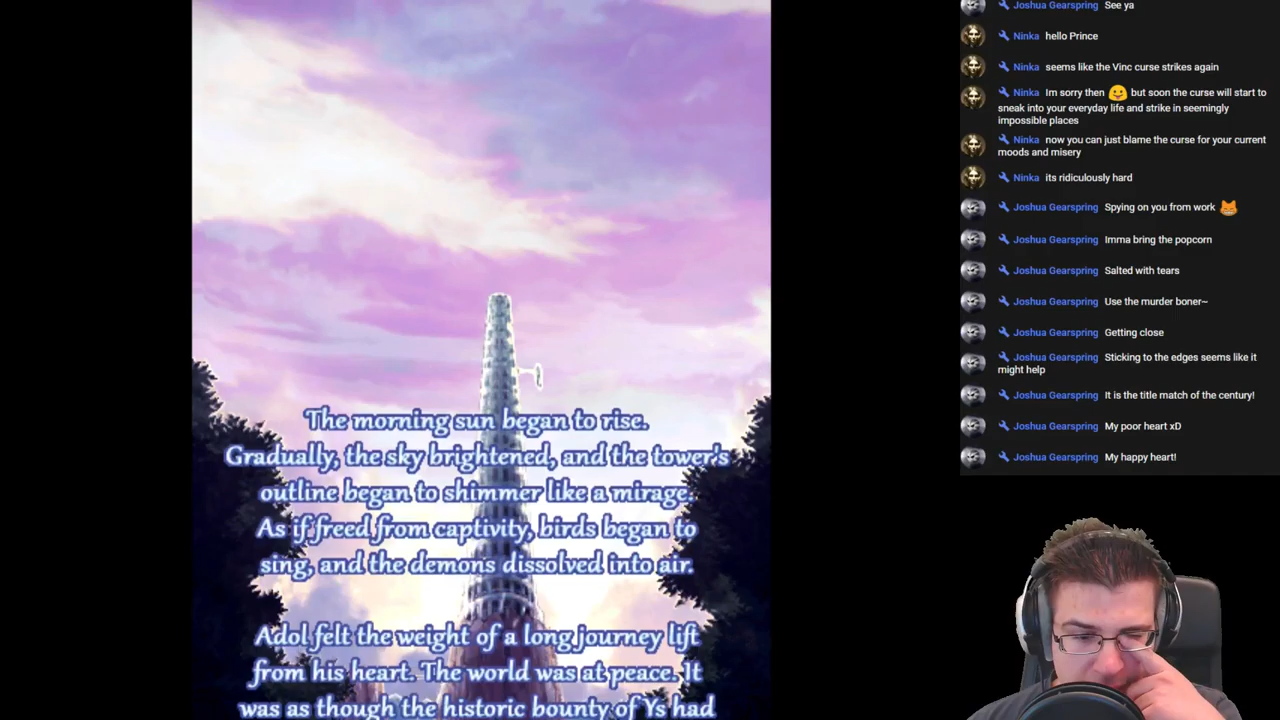 The morning sun began to rise.
Gradually, the sky brightened, and the tower's
outline began to shimmer like a mirage.
As if freed from captivity, birds began to
sing, and the demons dissolved into air.
Adol felt the weight of a long journey lift
from his heart. The world was at peace. It
was as though the historic bounty of Ys had
Joshua Gearspring See ya
Ninka hello Prince
Ninka seems like the Vinc curse strikes again
Ninka Im sorry then but soon the curse will start to
sneak into your everyday life and strike in seemingly
impossible places
Ninka now you can just blame the curse for your current
moods and misery
Ninka its ridiculously hard
Joshua Gearspring Spying on you from work
Joshua Gearspring Imma bring the popcorn
Joshua Gearspring Salted with tears
Joshua Gearspring Use the murder boner~
Joshua Gearspring Getting close
Joshua Gearspring Sticking to the edges seems like it
might help
Joshua Gearspring It is the title match of the century!
Joshua Gearspring My poor heart xD
Joshua Gearspring My happy heart!